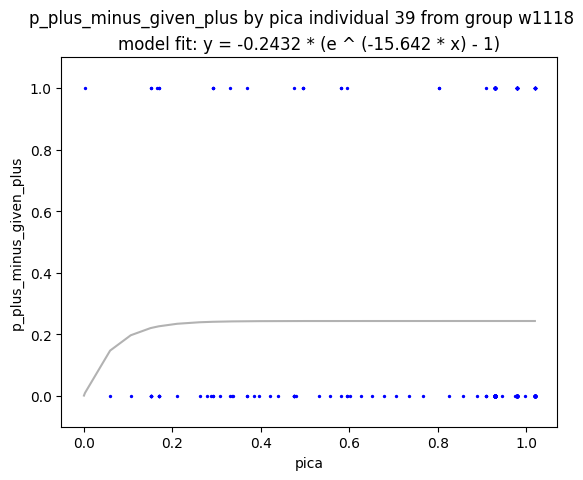 p_plus_minus_given_plus by pica individual 39 from group w1118
model fit: y = -0.2432 * (e ^ (-15.642 * x) - 1)
p_plus_minus_given_plus
1.0
0.8
0.6
0.4
0.2
0.0
0.0 0.2 0.4 0.6 0.8 1.0
pica